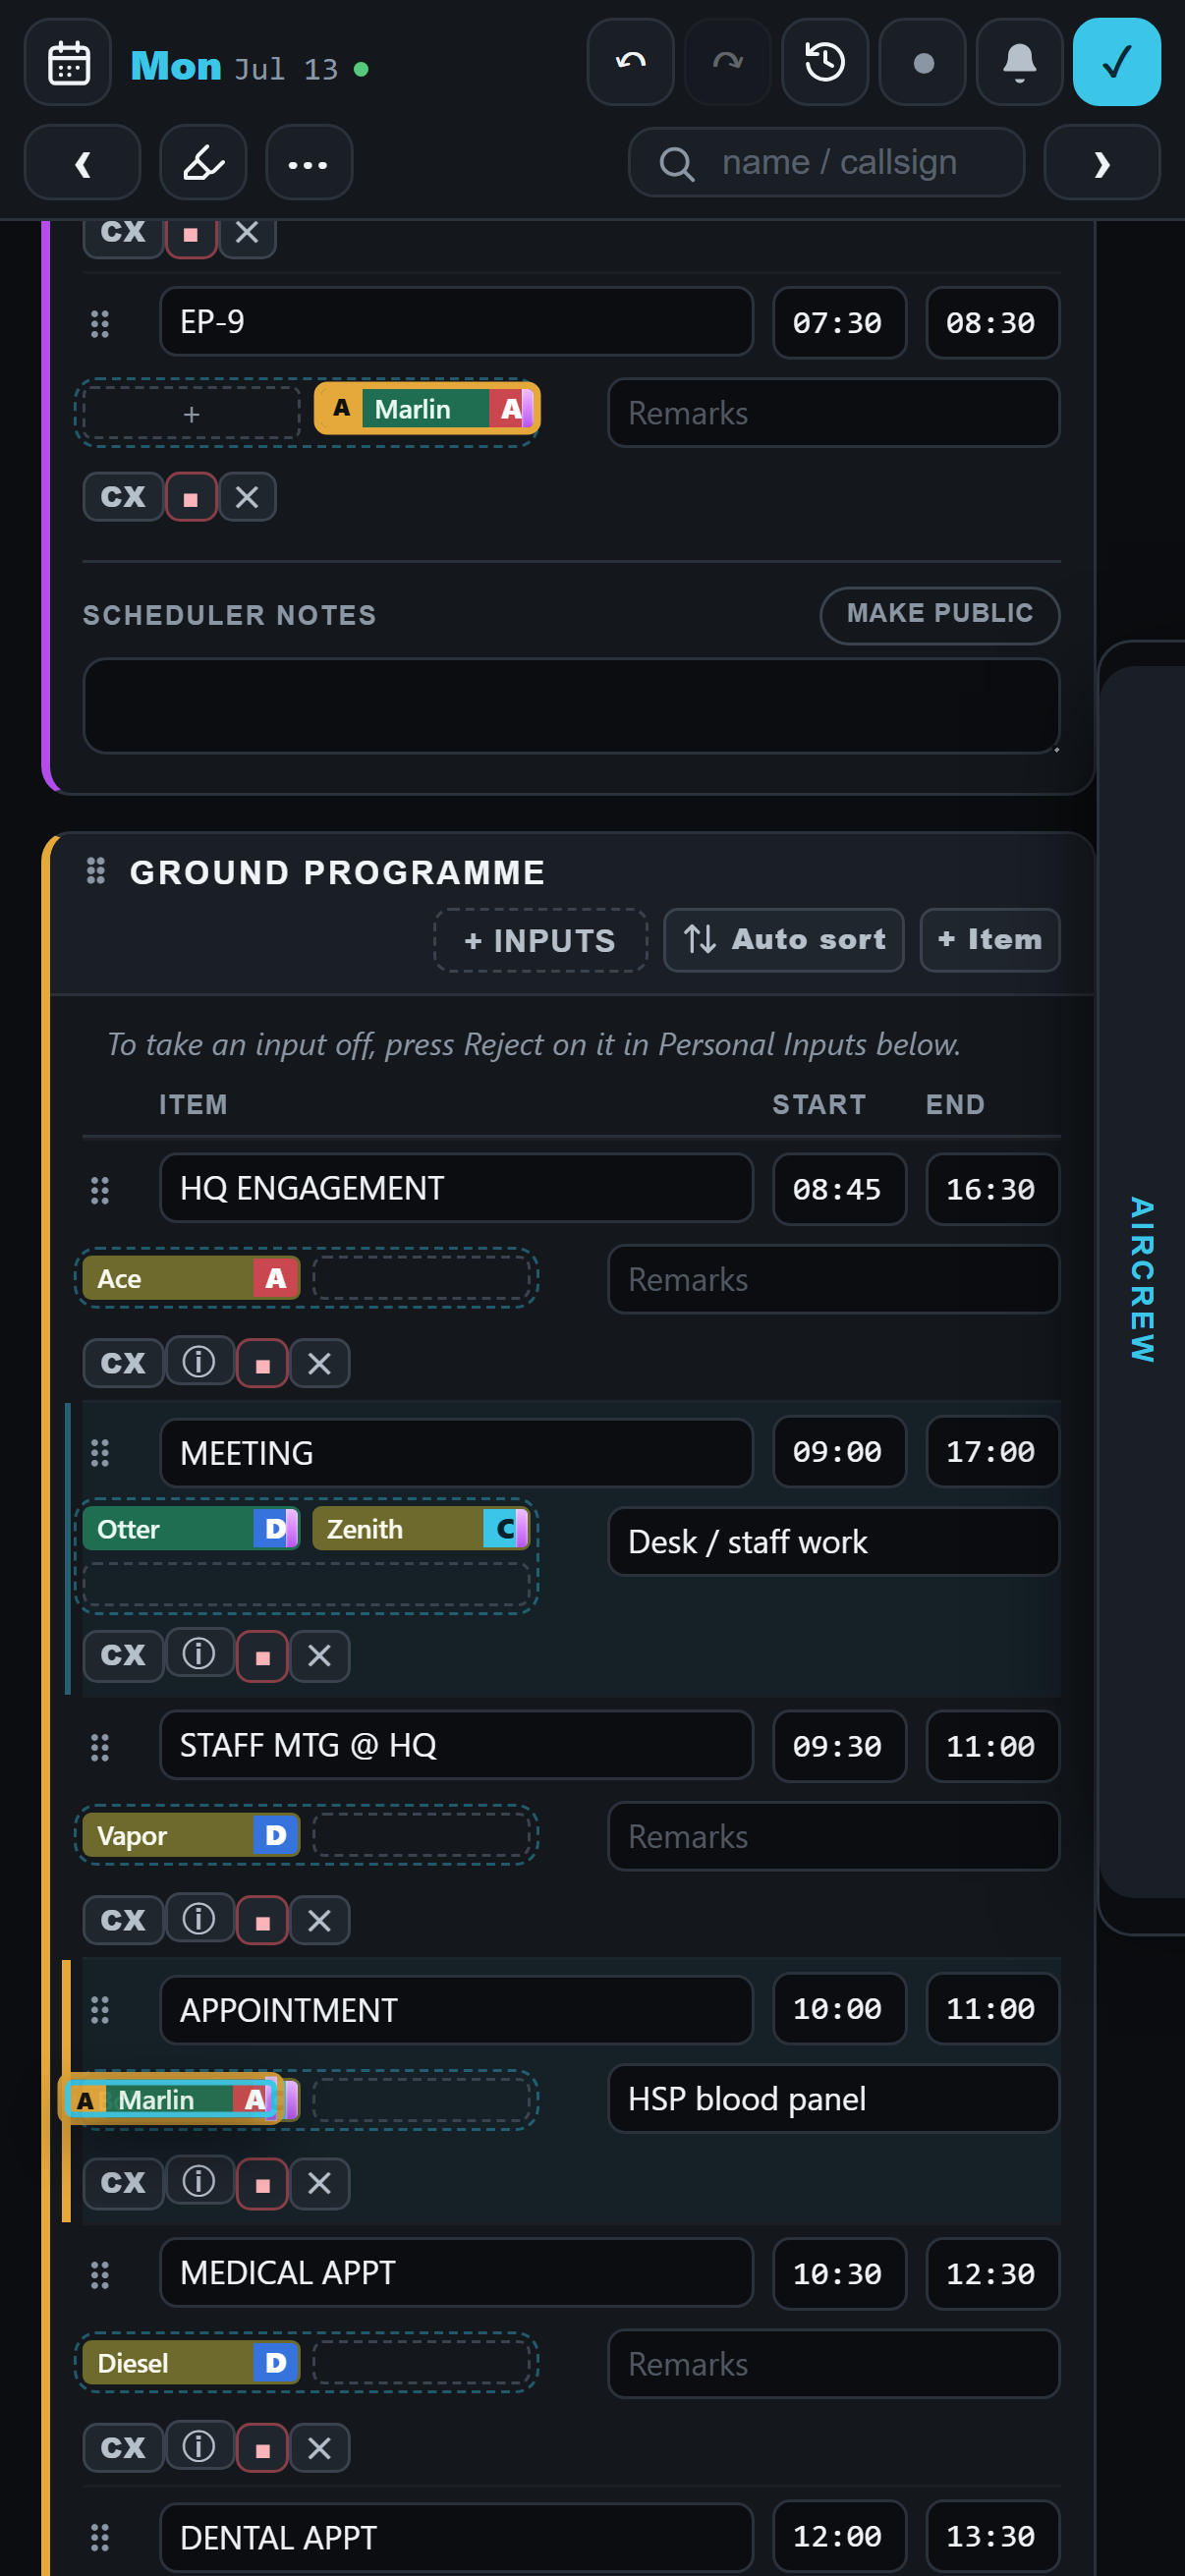 Mon Jul 13
name / callsign
CX
EP-9 07:30 08:30
+ A Marlin A Remarks
CX
SCHEDULER NOTES MAKE PUBLIC
GROUND PROGRAMME
+ INPUTS Auto sort + Item
To take an input off, press Reject on it in Personal Inputs below.
ITEM START END
HQ ENGAGEMENT 08:45 16:30
Ace A Remarks
CX
MEETING 09:00 17:00
Otter D Zenith C Desk / staff work
CX
STAFF MTG @ HQ 09:30 11:00
Vapor D Remarks
CX
APPOINTMENT 10:00 11:00
A Marlin A HSP blood panel
CX
MEDICAL APPT 10:30 12:30
Diesel D Remarks
CX
DENTAL APPT 12:00 13:30
AIRCREW